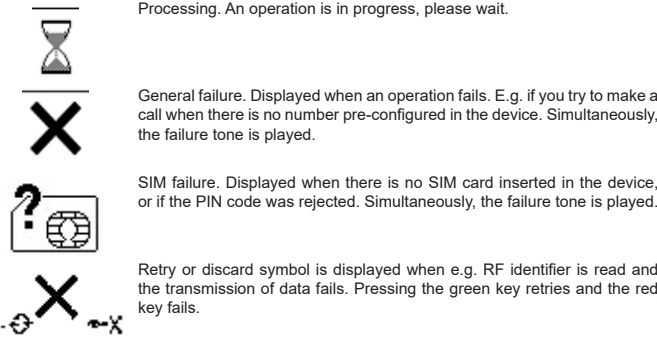 Processing. An operation is in progress, please wait.
General failure. Displayed when an operation fails. E.g. if you try to make a
call when there is no number pre-configured in the device. Simultaneously,
the failure tone is played.
SIM failure. Displayed when there is no SIM card inserted in the device,
or if the PIN code was rejected. Simultaneously, the failure tone is played.
Retry or discard symbol is displayed when e.g. RF identifier is read and
the transmission of data fails. Pressing the green key retries and the red
key fails.